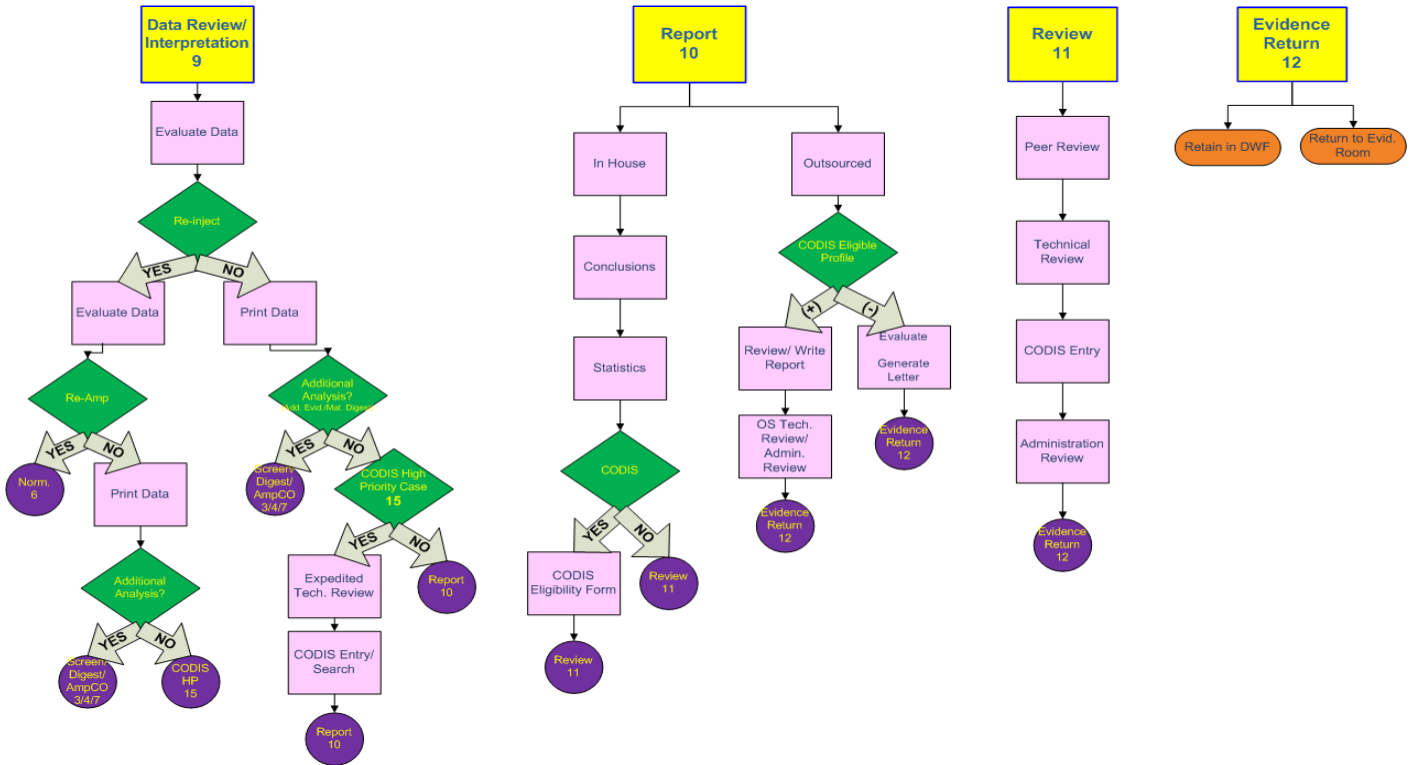 Data Review/
Interpretation
9
Evaluate Data
Re-inject
YES
NO
Evaluate Data
Print Data
Re-Amp
YES
NO
Norm.
6
Print Data
Additional
Analysis?
YES
NO
Screen/
Digest/
AmpCO
3/4/7
CODIS
HP
15
Additional
Analysis?
(Add. Evid./Mat. Digest)
YES
NO
Screen/
Digest/
AmpCO
3/4/7
CODIS High
Priority Case
15
YES
NO
Expedited
Tech. Review
Report
10
CODIS Entry/
Search
Report
10
Report
10
In House
Conclusions
Statistics
CODIS
YES
NO
CODIS
Eligibility Form
Review
11
Review
11
Outsourced
CODIS Eligible
Profile
(+)
(-)
Review/ Write
Report
OS Tech.
Review/
Admin.
Review
Evidence
Return
12
Evaluate
Generate
Letter
Evidence
Return
12
Review
11
Peer Review
Technical
Review
CODIS Entry
Administration
Review
Evidence
Return
12
Evidence
Return
12
Retain in DWF
Return to Evid.
Room